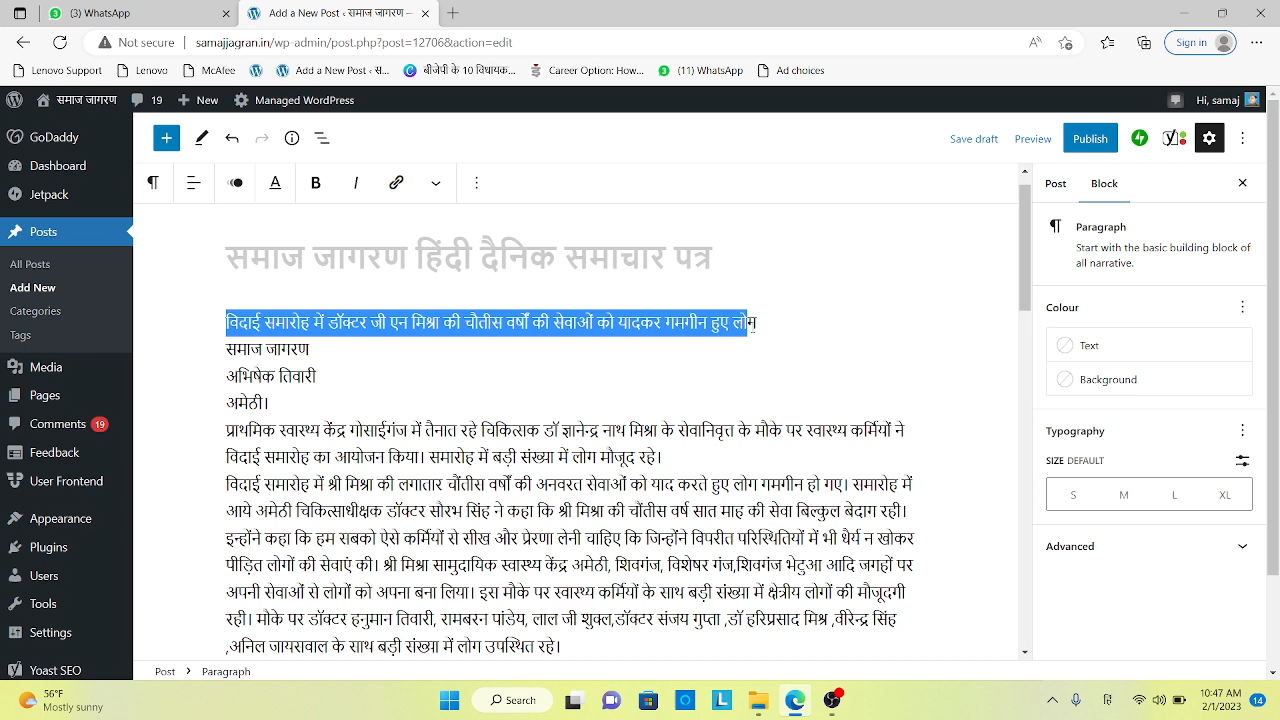 (3) WhatsApp
Add a New Post ‹ समाज जागरण —
Not secure
samajjagran.in/wp-admin/post.php?post=12706&action=edit
Sign in
Lenovo Support
Lenovo
McAfee
Add a New Post ‹ स...
बीजेपी के 10 विधायक...
Career Option: How...
(11) WhatsApp
Ad choices
समाज जागरण
19
New
Managed WordPress
Hi, samaj
GoDaddy
Dashboard
Jetpack
Posts
All Posts
Add New
Categories
Tags
Media
Pages
Comments 19
Feedback
User Frontend
Appearance
Plugins
Users
Tools
Settings
Yoast SEO
Save draft
Preview
Publish
B
I
A
समाज जागरण हिंदी दैनिक समाचार पत्र
विदाई समारोह में डॉक्टर जी एन मिश्रा की चौतीस वर्षों की सेवाओं को यादकर गमगीन हुए लोग
समाज जागरण
अभिषेक तिवारी
अमेठी।
प्राथमिक स्वास्थ्य केंद्र गोसाईगंज में तैनात रहे चिकित्सक डॉ ज्ञानेन्द्र नाथ मिश्रा के सेवानिवृत्त के मौके पर स्वास्थ्य कर्मियों ने
विदाई समारोह का आयोजन किया। समारोह में बड़ी संख्या में लोग मौजूद रहे।
विदाई समारोह में श्री मिश्रा की लगातार चौंतीस वर्षों की अनवरत सेवाओं को याद करते हुए लोग गमगीन हो गए। समारोह में
आये अमेठी चिकित्साधीक्षक डॉक्टर सौरभ सिंह ने कहा कि श्री मिश्रा की चौंतीस वर्ष सात माह की सेवा बिल्कुल बेदाग रही।
इन्होंने कहा कि हम सबको ऐसे कर्मियों से सीख और प्रेरणा लेनी चाहिए कि जिन्होंने विपरीत परिस्थितियों में भी धैर्य न खोकर
पीड़ित लोगों की सेवाएं की। श्री मिश्रा सामुदायिक स्वास्थ्य केंद्र अमेठी, शिवगंज, विशेषर गंज,शिवगंज भेटुआ आदि जगहों पर
अपनी सेवाओं से लोगों को अपना बना लिया। इस मौके पर स्वास्थ्य कर्मियों के साथ बड़ी संख्या में क्षेत्रीय लोगों की मौजूदगी
रही। मौके पर डॉक्टर हनुमान तिवारी, रामबरन पांडेय, लाल जी शुक्ल,डॉक्टर संजय गुप्ता ,डॉ हरिप्रसाद मिश्र ,वीरेन्द्र सिंह
,अनिल जायसवाल के साथ बड़ी संख्या में लोग उपस्थित रहे।
Post
Block
Paragraph
Start with the basic building block of
all narrative.
Colour
Text
Background
Typography
SIZE DEFAULT
S M L XL
Advanced
Post > Paragraph
56°F
Mostly sunny
Search
10:47 AM
2/1/2023
14